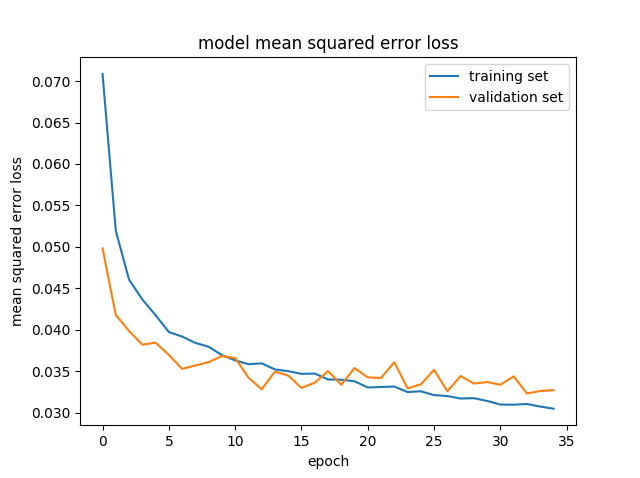 model mean squared error loss
training set
validation set
0.070
0.065
0.060
0.055
0.050
0.045
0.040
0.035
0.030
mean squared error loss
0 5 10 15 20 25 30 35
epoch